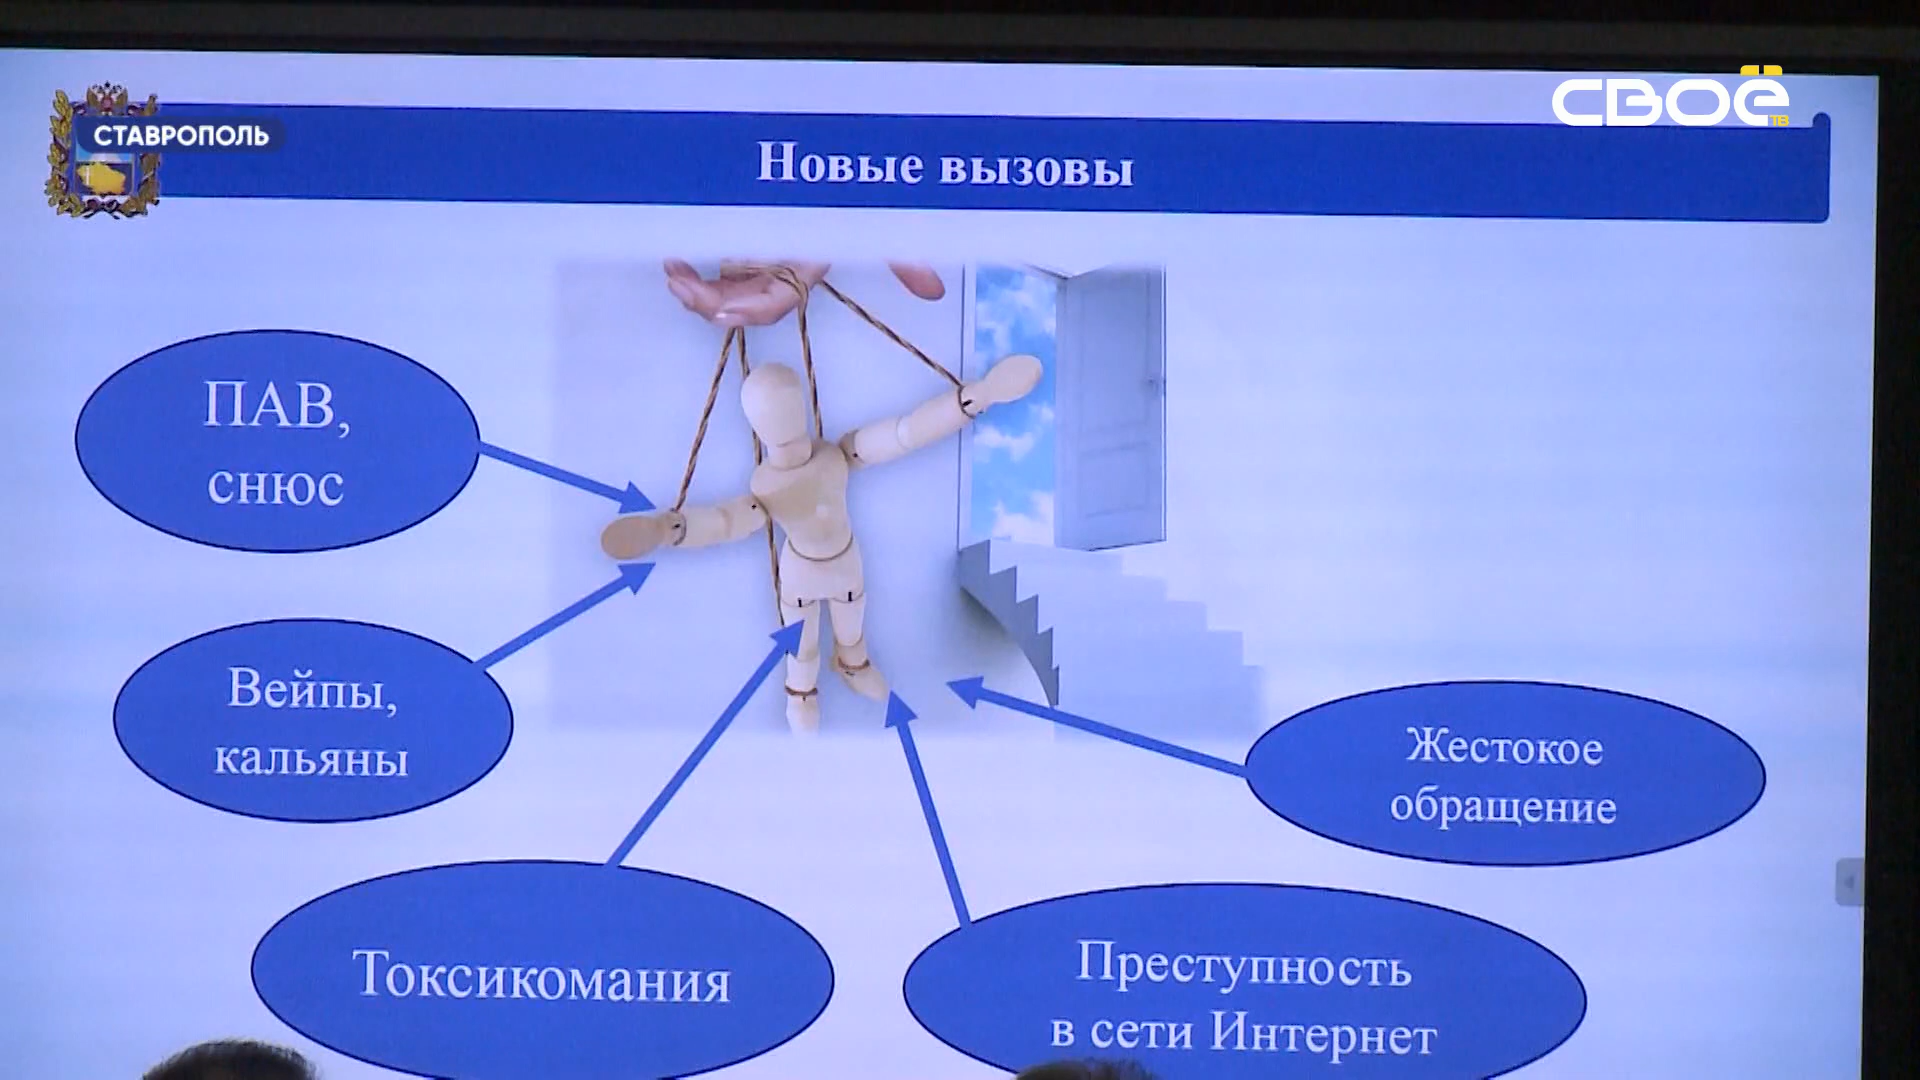 СВОЁ
ТВ
СТАВРОПОЛЬ
Новые вызовы
ПАВ,
снюс
Вейпы,
кальяны
Жестокое
обращение
Токсикомания
Преступность
в сети Интернет